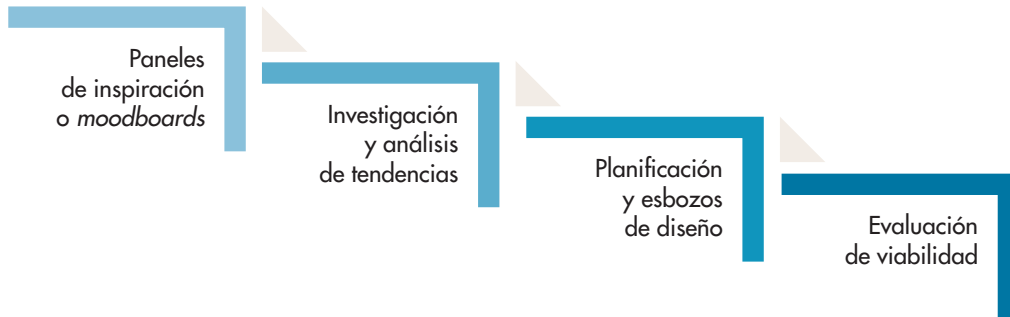 Paneles
de inspiración
o moodboards
Investigación
y análisis
de tendencias
Planificación
y esbozos
de diseño
Evaluación
de viabilidad